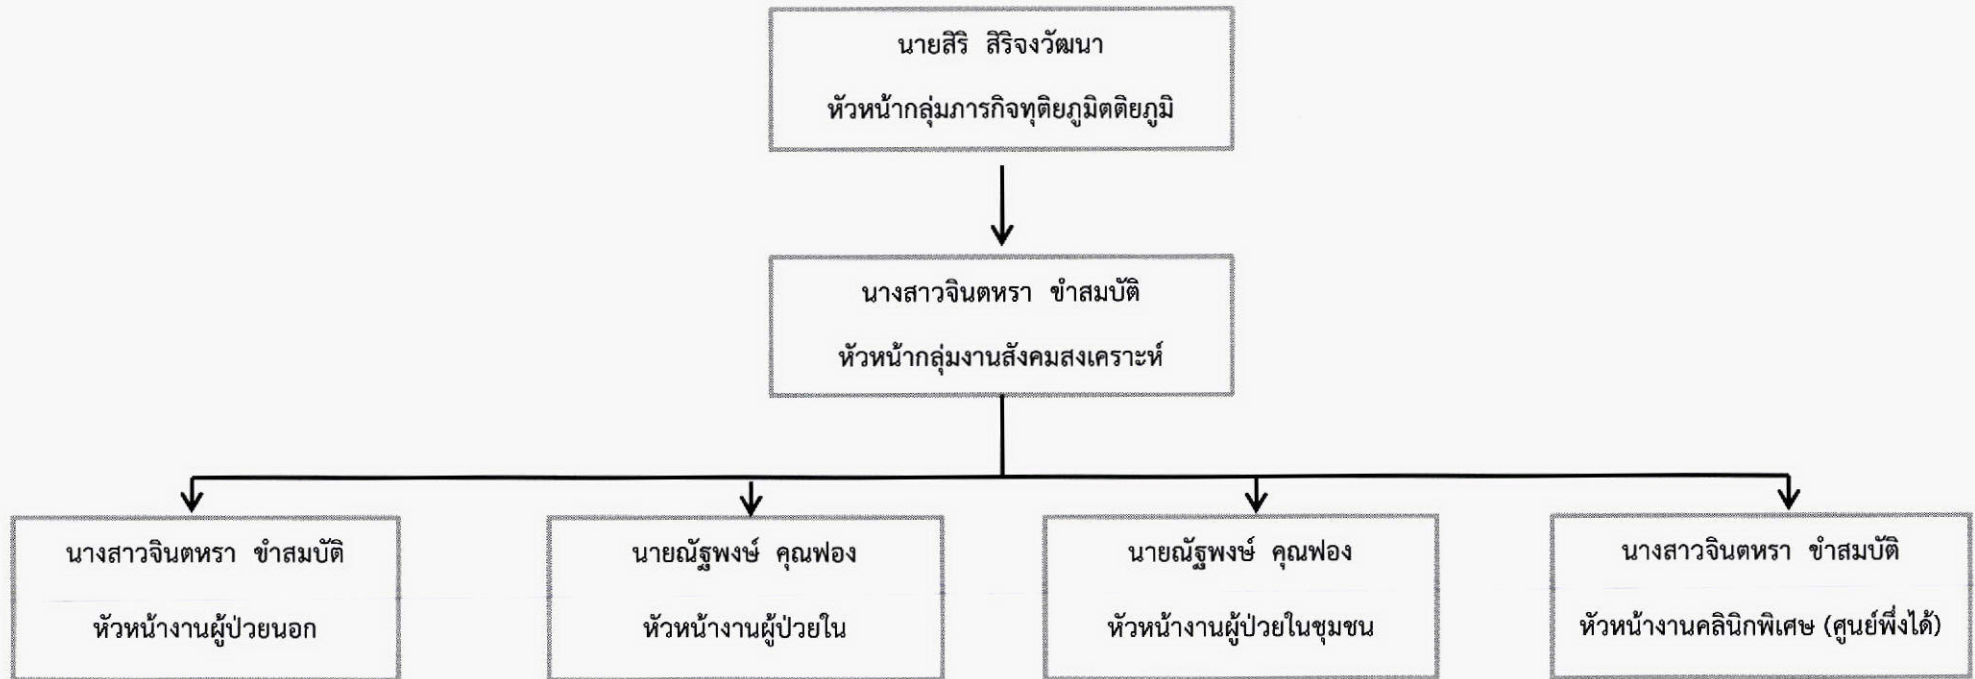 นายสิริ สิริจงวัฒนา
หัวหน้ากลุ่มภารกิจทุติยภูมิตติยภูมิ
นางสาวจินตหรา ขำสมบัติ
หัวหน้ากลุ่มงานสังคมสงเคราะห์
นางสาวจินตหรา ขำสมบัติ
หัวหน้างานผู้ป่วยนอก
นายณัฐพงษ์ คุณฟอง
หัวหน้างานผู้ป่วยใน
นายณัฐพงษ์ คุณฟอง
หัวหน้างานผู้ป่วยในชุมชน
นางสาวจินตหรา ขำสมบัติ
หัวหน้างานคลินิกพิเศษ (ศูนย์พึ่งได้)